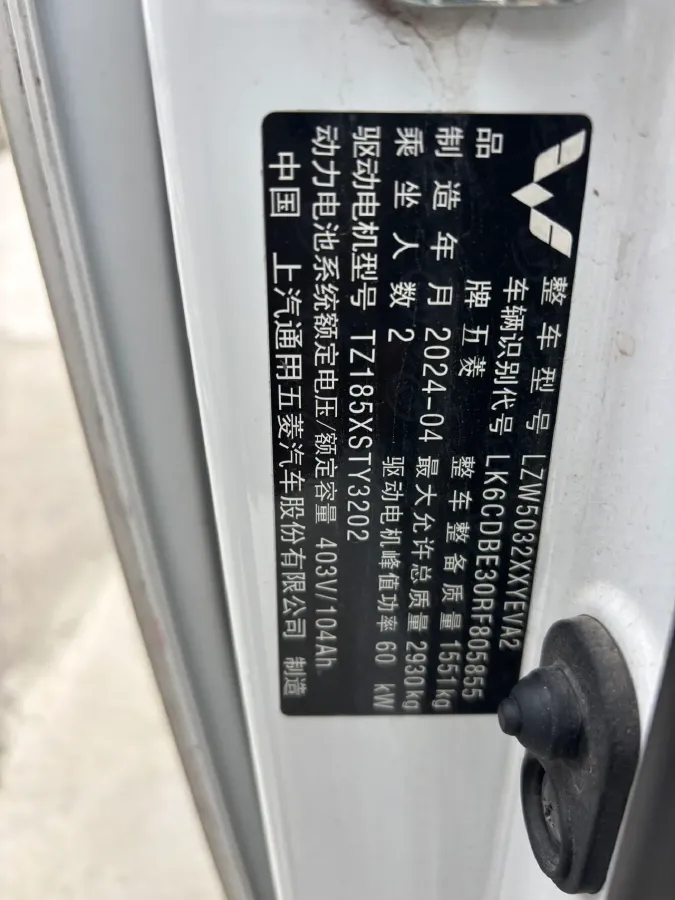 整车型号 LZW5032XXYEVA2
车辆识别代号 LK6CDBE30RF805855
品牌 五菱 整车整备质量 1551kg
制造年月 2024-04 最大允许总质量 2930kg
乘坐人数 2 驱动电机峰值功率 60 kW
驱动电机型号 TZ185XSTY3202
动力电池系统额定电压/额定容量 403V/104Ah
中国 上汽通用五菱汽车股份有限公司 制造